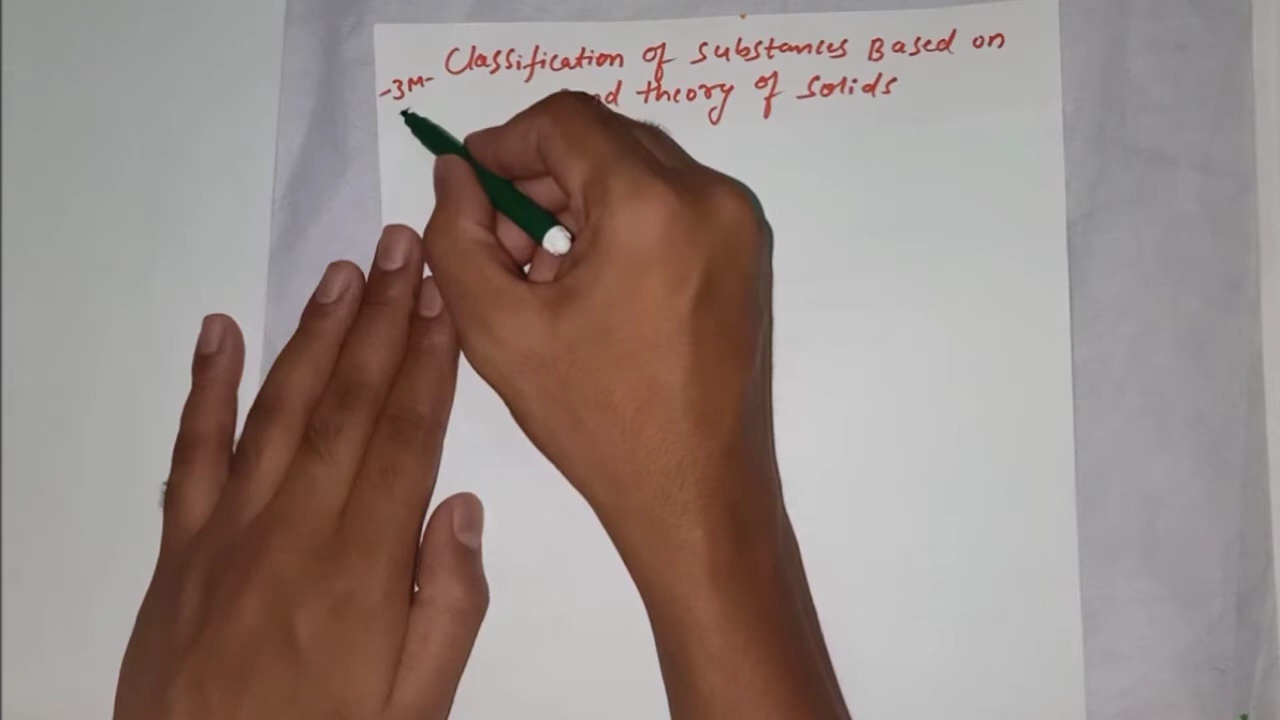 Classification of substances Based on
-3M-
theory of solids